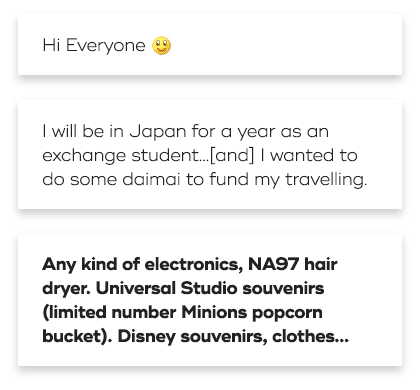 Hi Everyone 🙂
I will be in Japan for a year as an
exchange student...[and] I wanted to
do some daimai to fund my travelling.
Any kind of electronics, NA97 hair
dryer. Universal Studio souvenirs
(limited number Minions popcorn
bucket). Disney souvenirs, clothes...